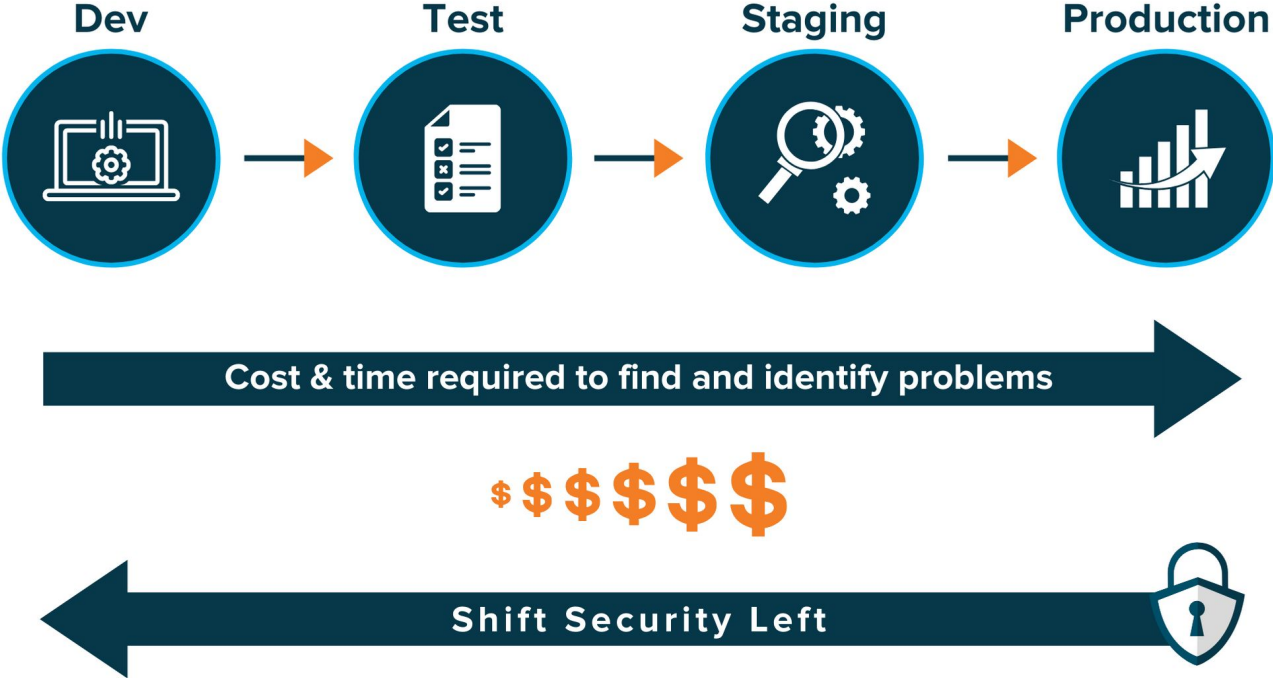 Dev
Test
Staging
Production
Cost & time required to find and identify problems
$ $ $ $ $ $
Shift Security Left